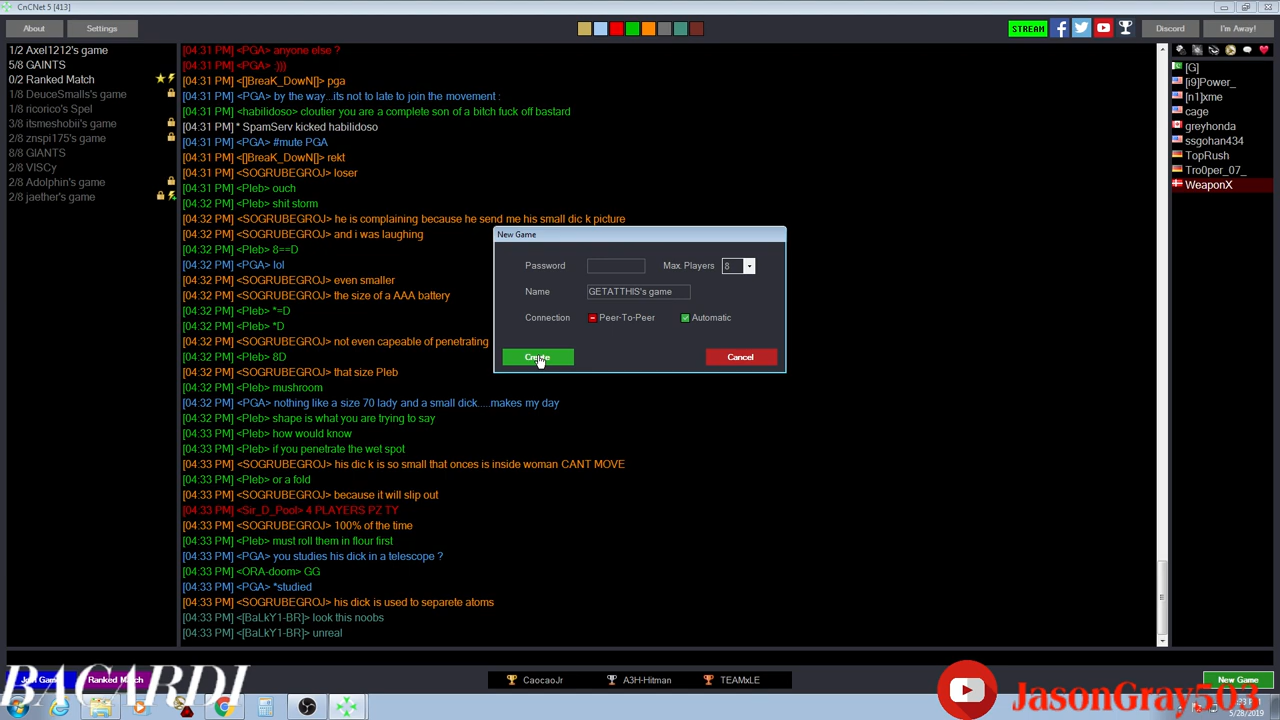 CnCNet 5 [413]
About
Settings
STREAM
Discord
I'm Away!
1/2 Axel1212's game
5/8 GAINTS
0/2 Ranked Match
1/8 DeuceSmalls's game
1/8 ricorico's Spel
3/8 itsmeshobii's game
2/8 znspi175's game
8/8 GIANTS
2/8 VISCy
2/8 Adolphin's game
2/8 jaether's game
[04:31 PM] <PGA> anyone else ?
[04:31 PM] <PGA> :)))
[04:31 PM] <[]BreaK_DowN[]> pga
[04:31 PM] <PGA> by the way...its not to late to join the movement :
[04:31 PM] <habilidoso> cloutier you are a complete son of a bitch fuck off bastard
[04:31 PM] * SpamServ kicked habilidoso
[04:31 PM] <PGA> #mute PGA
[04:31 PM] <[]BreaK_DowN[]> rekt
[04:31 PM] <SOGRUBEGROJ> loser
[04:31 PM] <Pleb> ouch
[04:32 PM] <Pleb> shit storm
[04:32 PM] <SOGRUBEGROJ> he is complaining because he send me his small dic k picture
[04:32 PM] <SOGRUBEGROJ> and i was laughing
[04:32 PM] <Pleb> 8==D
[04:32 PM] <PGA> lol
[04:32 PM] <SOGRUBEGROJ> even smaller
[04:32 PM] <SOGRUBEGROJ> the size of a AAA battery
[04:32 PM] <Pleb> *=D
[04:32 PM] <Pleb> *D
[04:32 PM] <SOGRUBEGROJ> not even capeable of penetrating
[04:32 PM] <Pleb> 8D
[04:32 PM] <SOGRUBEGROJ> that size Pleb
[04:32 PM] <Pleb> mushroom
[04:32 PM] <PGA> nothing like a size 70 lady and a small dick.....makes my day
[04:32 PM] <Pleb> shape is what you are trying to say
[04:33 PM] <Pleb> how would know
[04:33 PM] <Pleb> if you penetrate the wet spot
[04:33 PM] <SOGRUBEGROJ> his dic k is so small that onces is inside woman CANT MOVE
[04:33 PM] <Pleb> or a fold
[04:33 PM] <SOGRUBEGROJ> because it will slip out
[04:33 PM] <Sir_D_Pool> 4 PLAYERS PZ TY
[04:33 PM] <SOGRUBEGROJ> 100% of the time
[04:33 PM] <Pleb> must roll them in flour first
[04:33 PM] <PGA> you studies his dick in a telescope ?
[04:33 PM] <ORA-doom> GG
[04:33 PM] <PGA> *studied
[04:33 PM] <SOGRUBEGROJ> his dick is used to separete atoms
[04:33 PM] <[BaLkY1-BR]> look this noobs
[04:33 PM] <[BaLkY1-BR]> unreal
New Game
Password
Max. Players 8
Name GETATTHIS's game
Connection Peer-To-Peer Automatic
Create
Cancel
[G]
[i9]Power_
[n1]xme
cage
greyhonda
ssgohan434
TopRush
Tro0per_07_
WeaponX
Ranked Match
CaocaoJr
A3H-Hitman
TEAMxLE
New Game
BACARDI
JasonGray503
5/28/2019